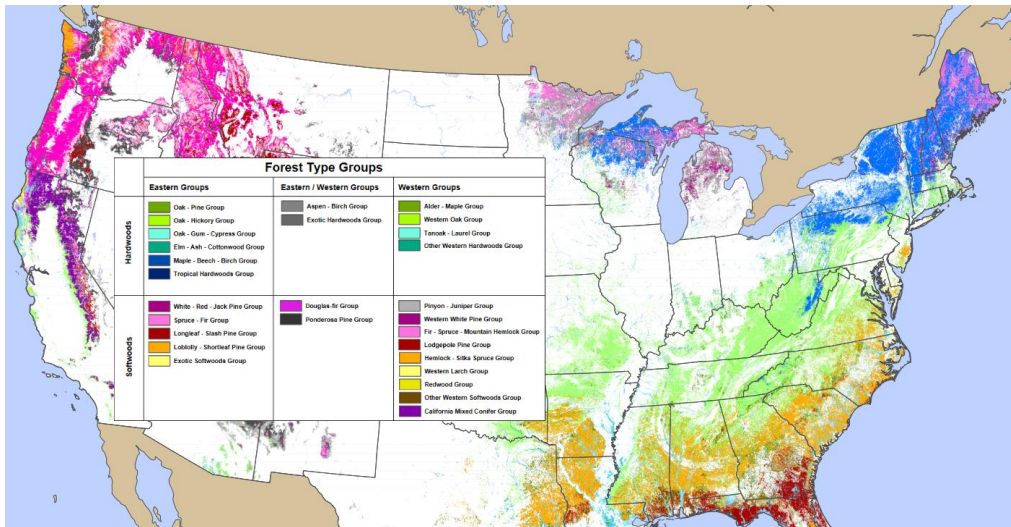 Forest Type Groups
Eastern Groups
Eastern / Western Groups
Western Groups
Hardwoods
Oak - Pine Group
Oak - Hickory Group
Oak - Gum - Cypress Group
Elm - Ash - Cottonwood Group
Maple - Beech - Birch Group
Tropical Hardwoods Group
Aspen - Birch Group
Exotic Hardwoods Group
Alder - Maple Group
Western Oak Group
Tanoak - Laurel Group
Other Western Hardwoods Group
Softwoods
White - Red - Jack Pine Group
Spruce - Fir Group
Longleaf - Slash Pine Group
Loblolly - Shortleaf Pine Group
Exotic Softwoods Group
Douglas-fir Group
Ponderosa Pine Group
Pinyon - Juniper Group
Western White Pine Group
Fir - Spruce - Mountain Hemlock Group
Lodgepole Pine Group
Hemlock - Sitka Spruce Group
Western Larch Group
Redwood Group
Other Western Softwoods Group
California Mixed Conifer Group